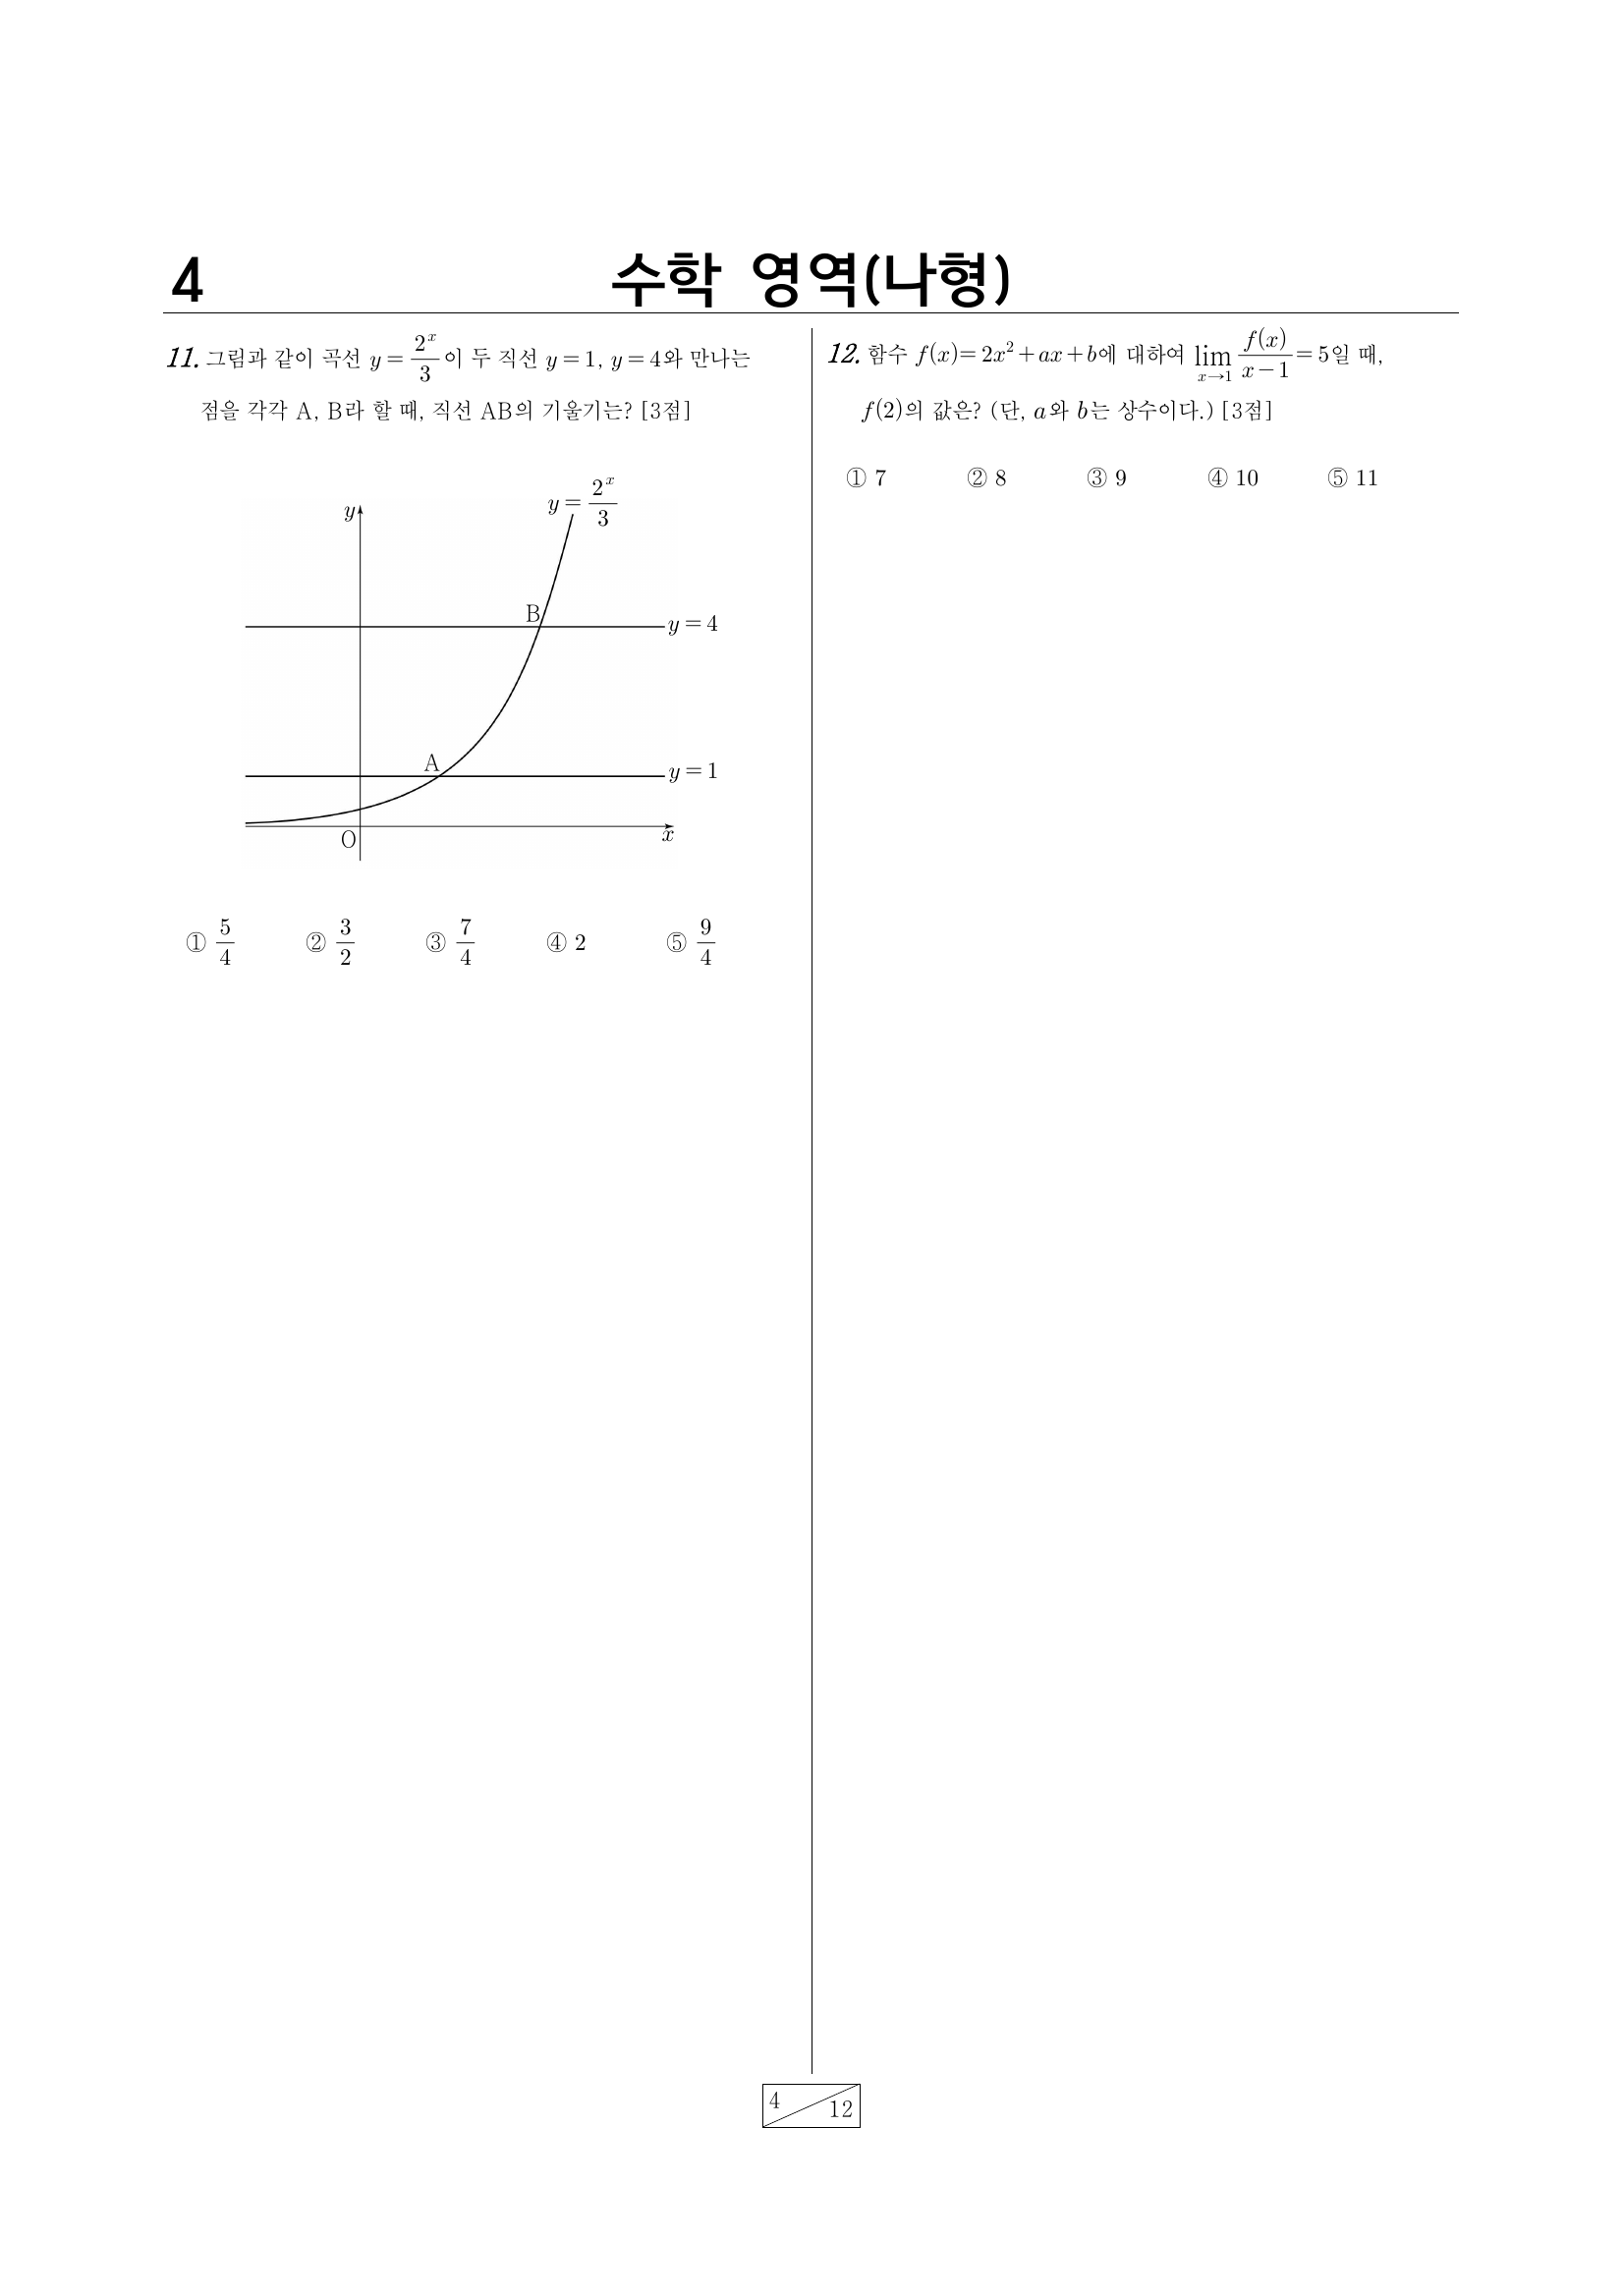 4
수학 영역(나형)
11. 그림과 같이 곡선 y = 2^x/3 이 두 직선 y = 1, y = 4와 만나는
점을 각각 A, B라 할 때, 직선 AB의 기울기는? [3점]
y = 2^x/3
y
B
y = 4
A
y = 1
O
x
① 5/4 ② 3/2 ③ 7/4 ④ 2 ⑤ 9/4
12. 함수 f(x) = 2x² + ax + b에 대하여 lim x→1 f(x)/(x − 1) = 5일 때,
f(2)의 값은? (단, a와 b는 상수이다.) [3점]
① 7 ② 8 ③ 9 ④ 10 ⑤ 11
4
12